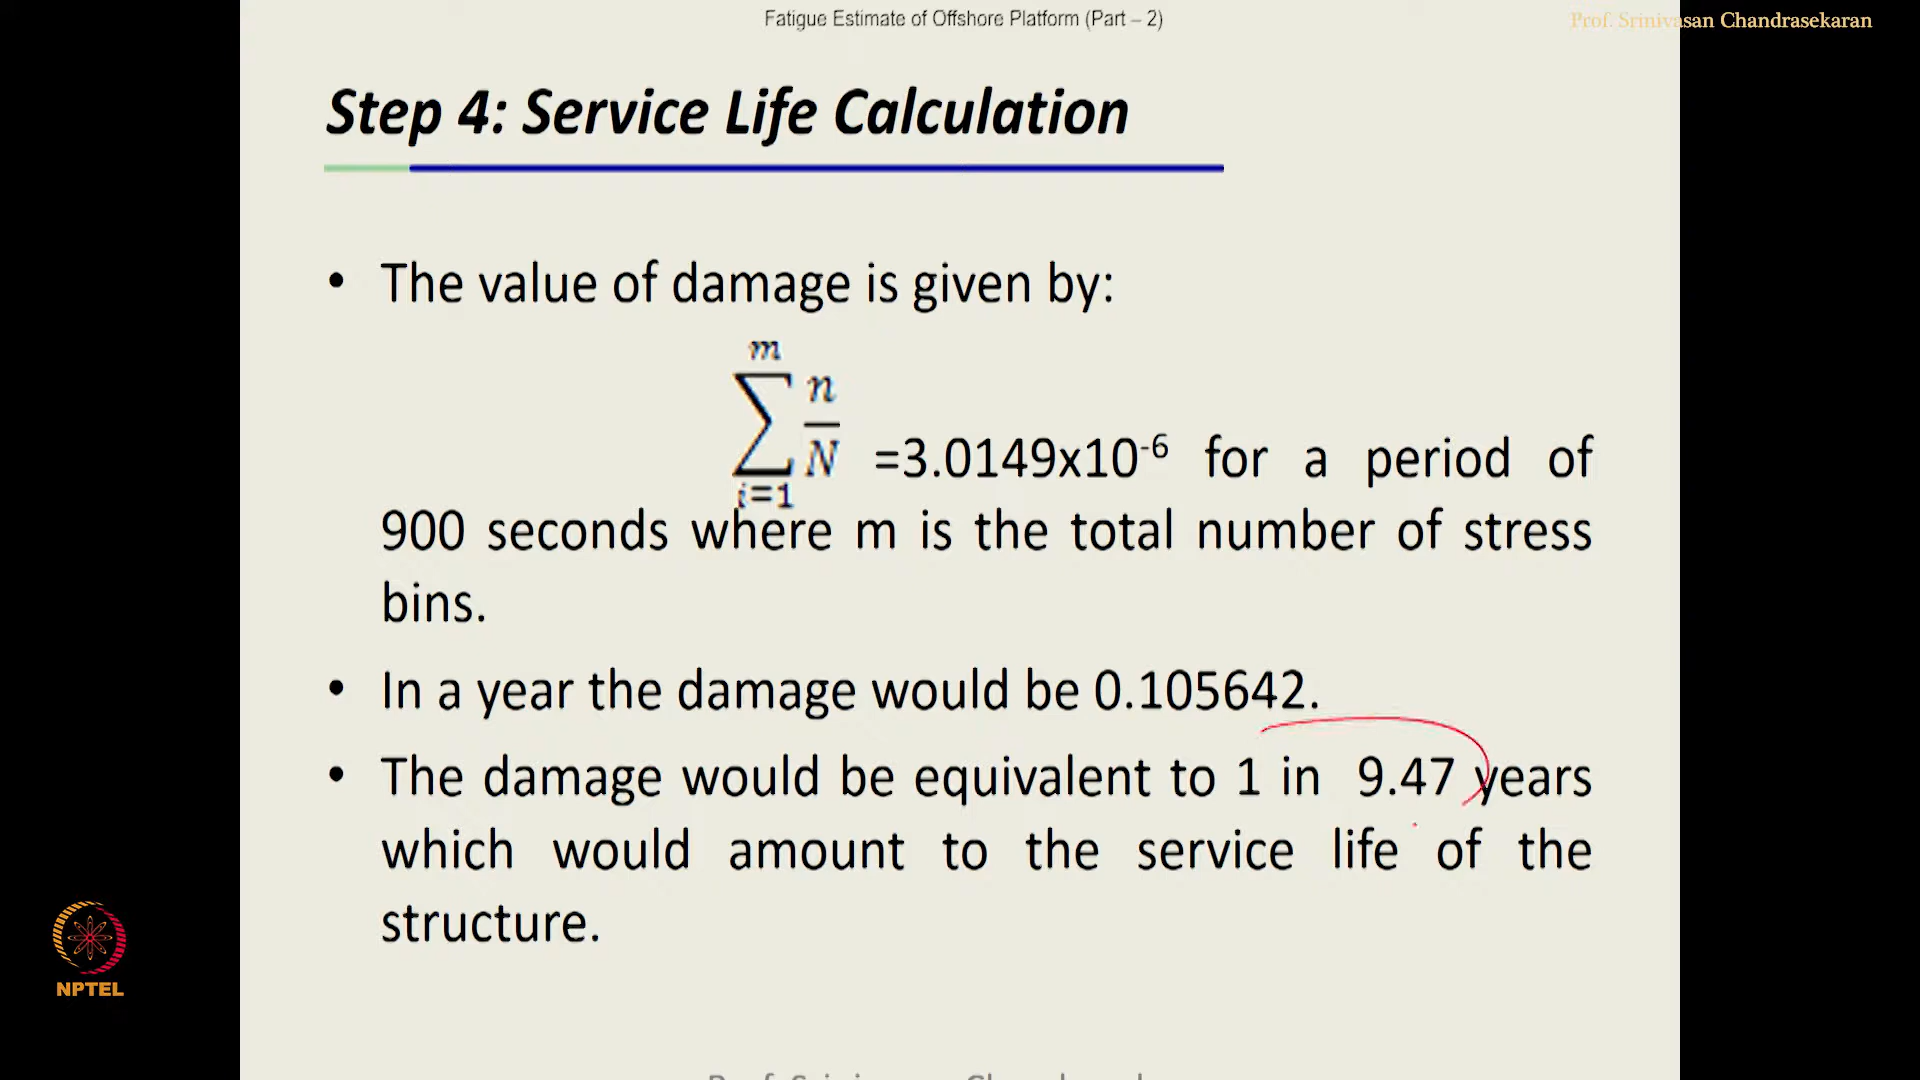 Fatigue Estimate of Offshore Platform (Part – 2)
Prof. Srinivasan Chandrasekaran
Step 4: Service Life Calculation
• The value of damage is given by:
m
∑ n/N =3.0149x10⁻⁶ for a period of
i=1
900 seconds where m is the total number of stress
bins.
• In a year the damage would be 0.105642.
• The damage would be equivalent to 1 in 9.47 years
which would amount to the service life of the
structure.
NPTEL